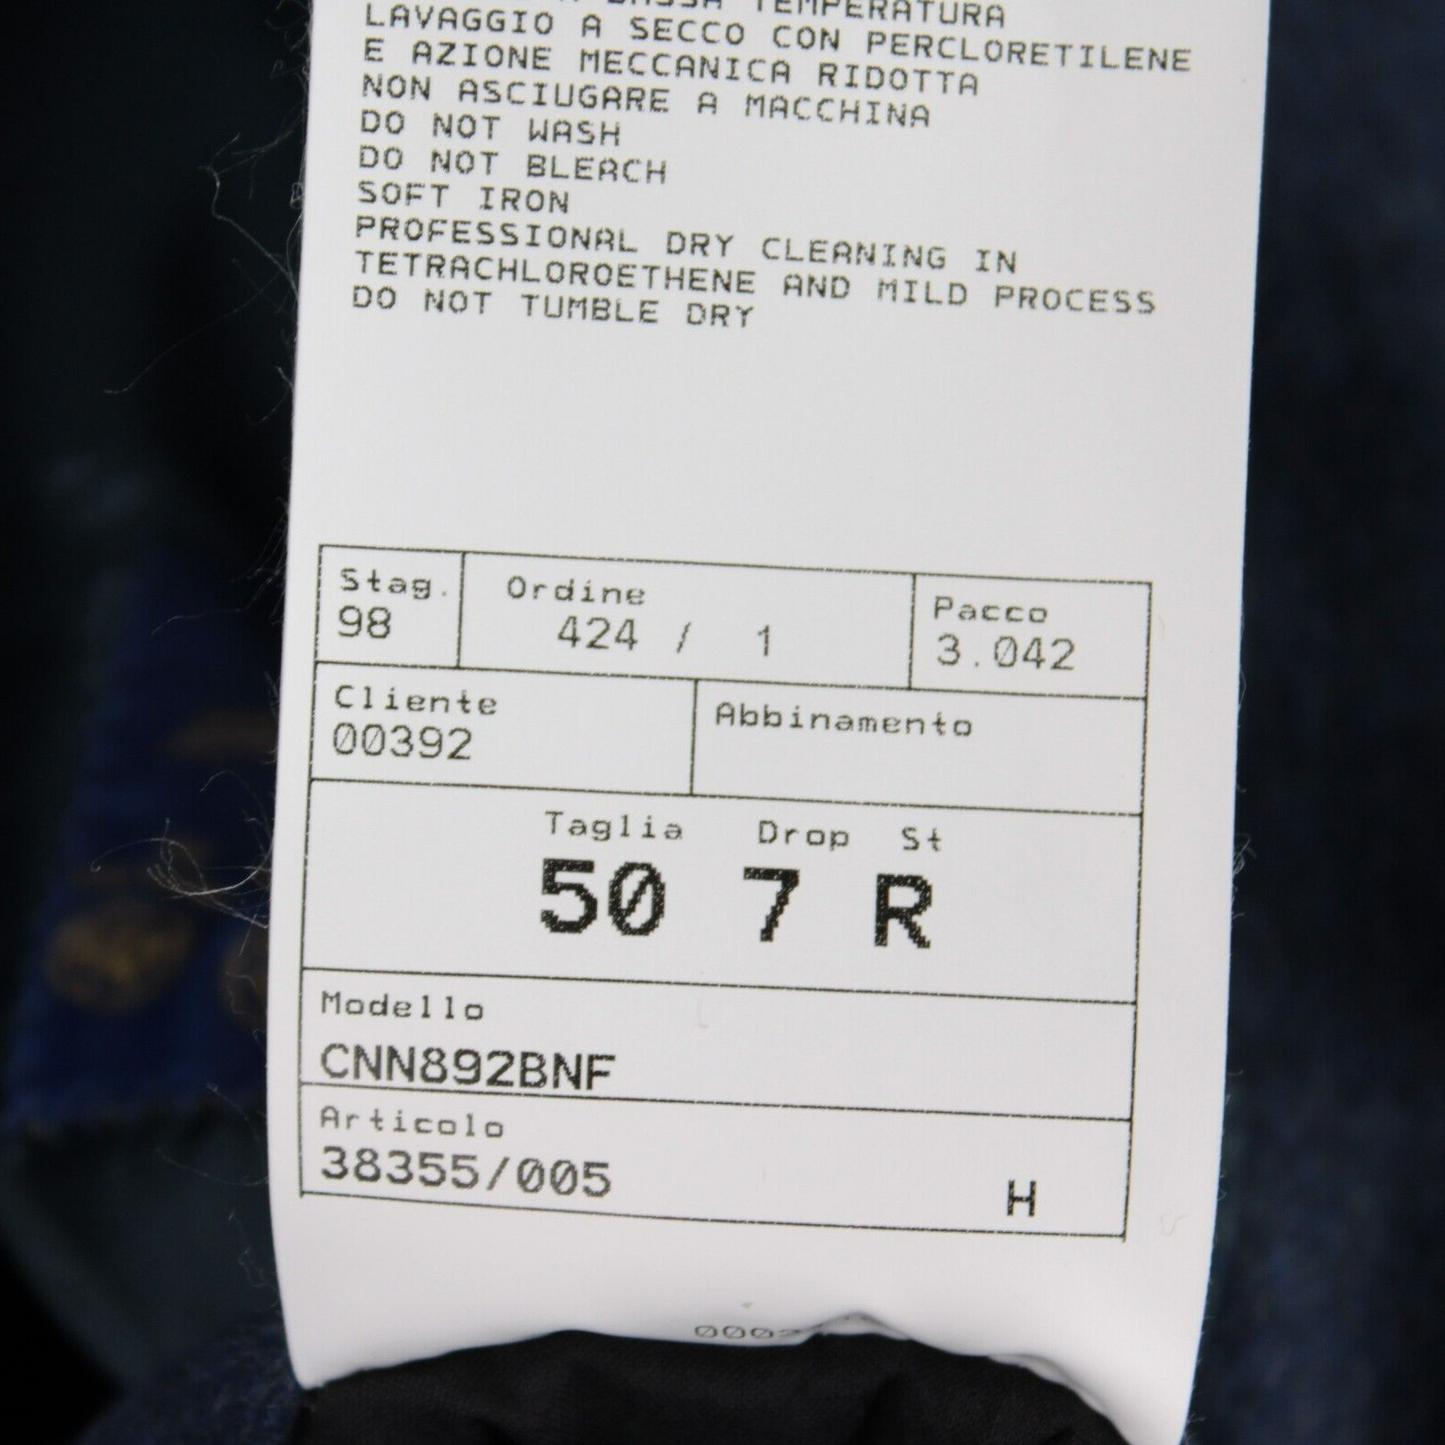 TEMPERATURA
LAVAGGIO A SECCO CON PERCLORETILENE
E AZIONE MECCANICA RIDOTTA
NON ASCIUGARE A MACCHINA
DO NOT WASH
DO NOT BLEACH
SOFT IRON
PROFESSIONAL DRY CLEANING IN
TETRACHLOROETHENE AND MILD PROCESS
DO NOT TUMBLE DRY
Stag. Ordine Pacco
98 424 / 1 3.042
Cliente Abbinamento
00392
Taglia Drop St
50 7 R
Modello
CNN892BNF
Articolo
38355/005 H